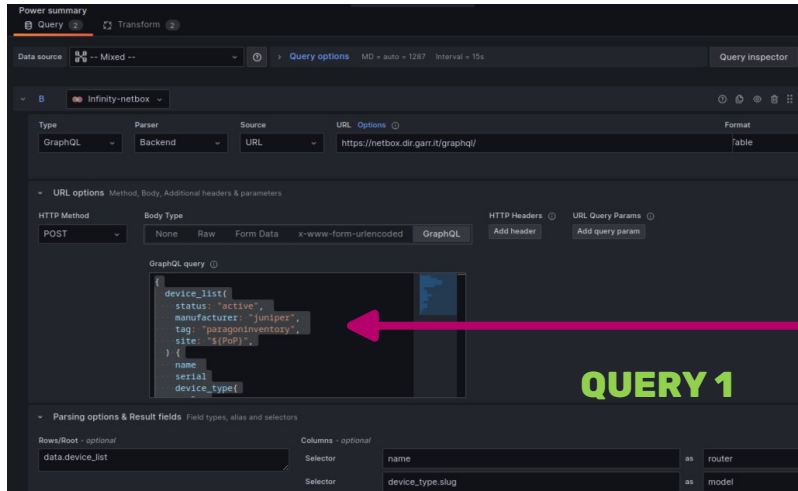 Power summary
Query 2 Transform 2
Data source -- Mixed -- Query options MD = auto = 1287 Interval = 15s Query inspector
B Infinity-netbox
Type Parser Source URL Options Format
GraphQL Backend URL https://netbox.dir.garr.it/graphql/ Table
URL options Method, Body, Additional headers & parameters
HTTP Method Body Type HTTP Headers URL Query Params
POST None Raw Form Data x-www-form-urlencoded GraphQL Add header Add query param
GraphQL query
{
device_list(
status: "active",
manufacturer: "juniper",
tag: "paragoninventory",
site: "${PoP}",
) {
name
serial
device_type{
QUERY 1
Parsing options & Result fields Field types, alias and selectors
Rows/Root - optional Columns - optional
data.device_list Selector name as router
Selector device_type.slug as model